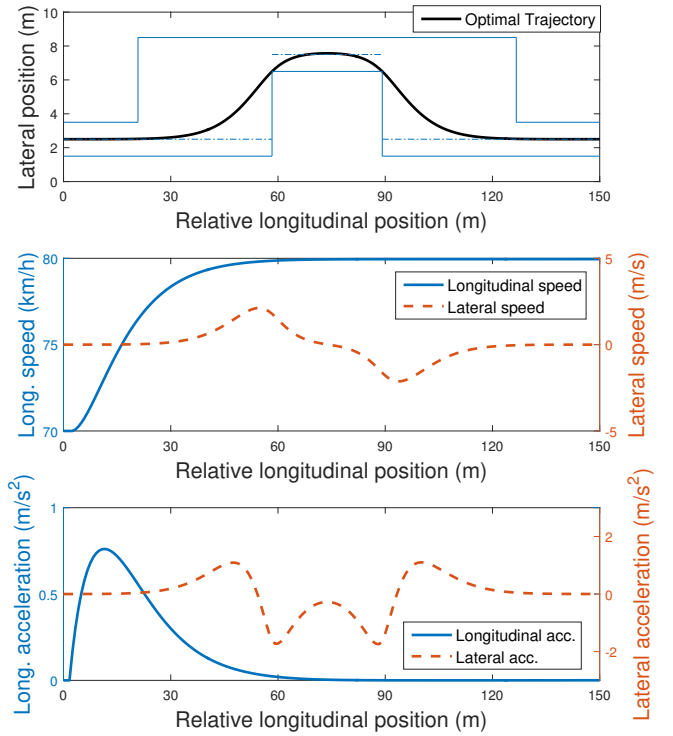 Lateral position (m)
10
8
6
4
2
0
Optimal Trajectory
0 30 60 90 120 150
Relative longitudinal position (m)
Long. speed (km/h)
80
75
70
Longitudinal speed
Lateral speed
5
0
-5
Lateral speed (m/s)
0 30 60 90 120 150
Relative longitudinal position (m)
Long. acceleration (m/s²)
1
0.5
0
Longitudinal acc.
Lateral acc.
2
0
-2
Lateral acceleration (m/s²)
0 30 60 90 120 150
Relative longitudinal position (m)